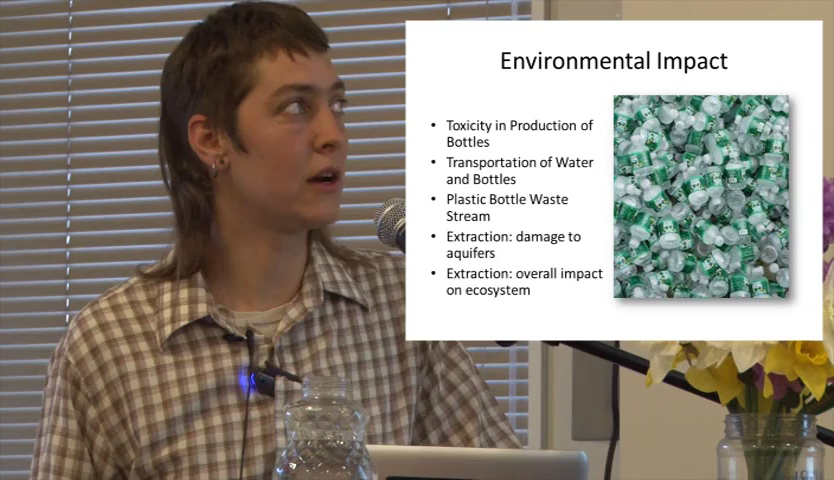 Environmental Impact
• Toxicity in Production of
Bottles
• Transportation of Water
and Bottles
• Plastic Bottle Waste
Stream
• Extraction: damage to
aquifers
• Extraction: overall impact
on ecosystem